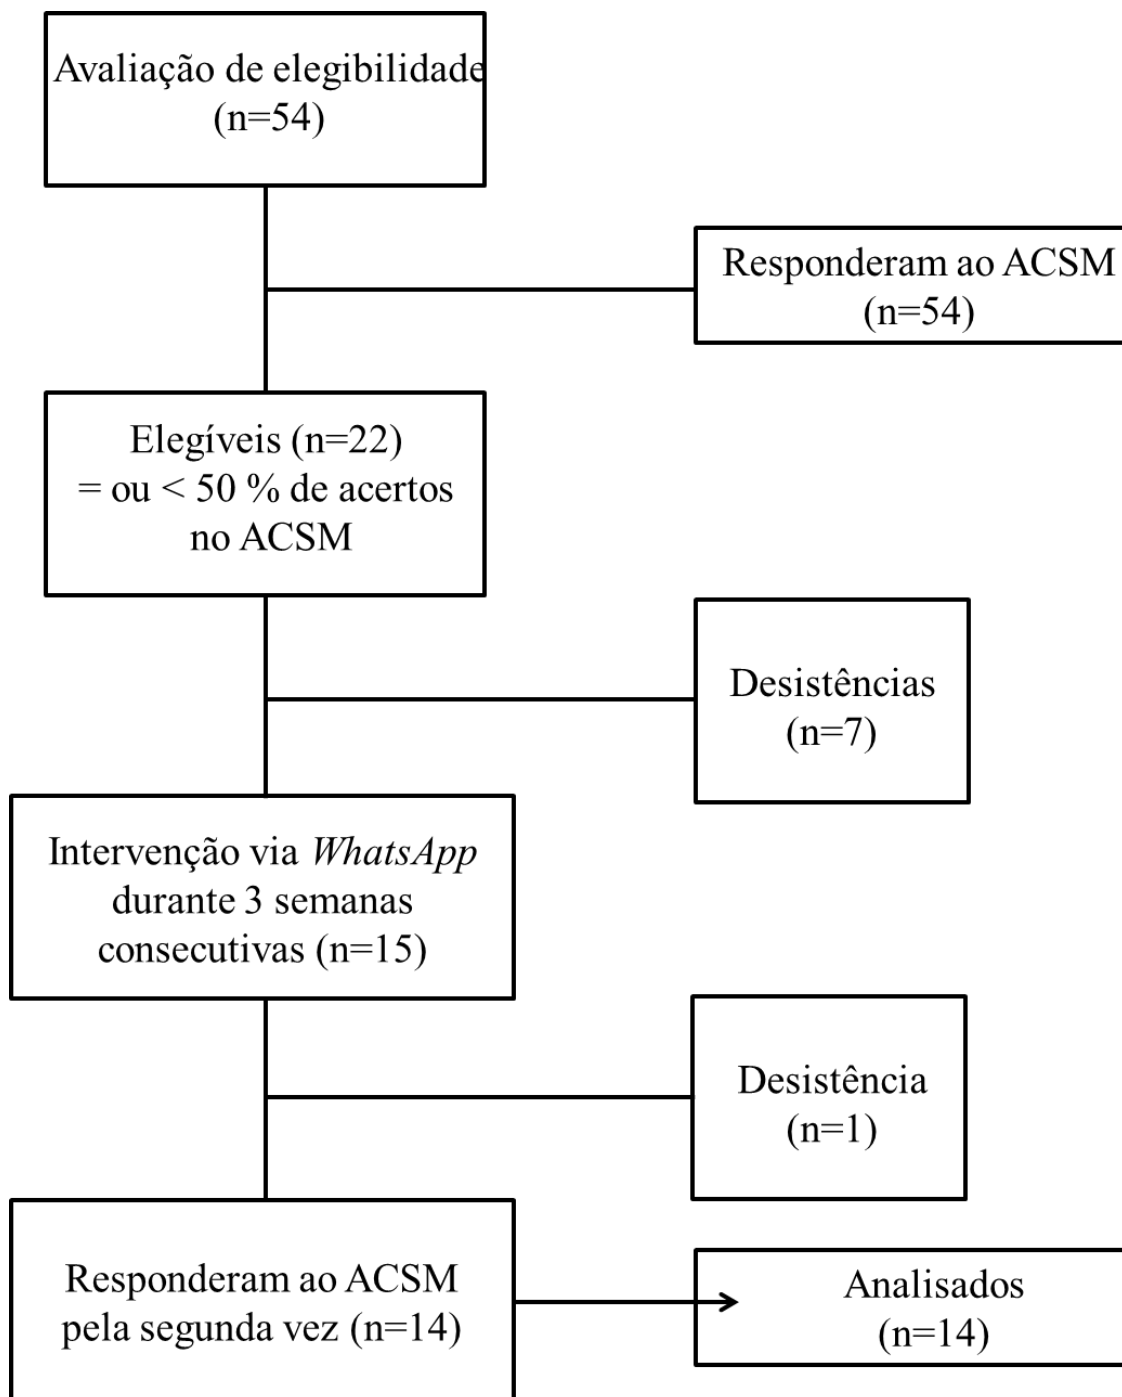 Avaliação de elegibilidade
(n=54)
Responderam ao ACSM
(n=54)
Elegíveis (n=22)
= ou < 50 % de acertos
no ACSM
Desistências
(n=7)
Intervenção via WhatsApp
durante 3 semanas
consecutivas (n=15)
Desistência
(n=1)
Responderam ao ACSM
pela segunda vez (n=14)
Analisados
(n=14)